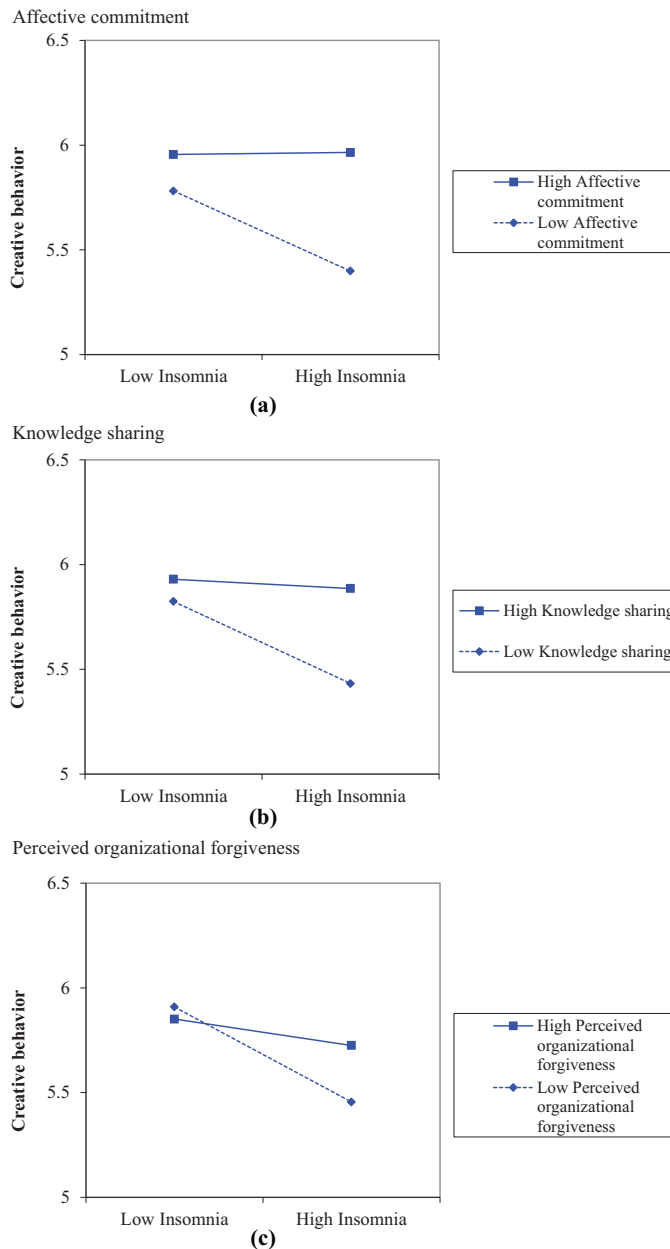 Affective commitment
6.5
6
5.5
5
Creative behavior
Low Insomnia High Insomnia
High Affective
commitment
Low Affective
commitment
(a)
Knowledge sharing
6.5
6
5.5
5
Creative behavior
Low Insomnia High Insomnia
High Knowledge sharing
Low Knowledge sharing
(b)
Perceived organizational forgiveness
6.5
6
5.5
5
Creative behavior
Low Insomnia High Insomnia
High Perceived
organizational
forgiveness
Low Perceived
organizational
forgiveness
(c)